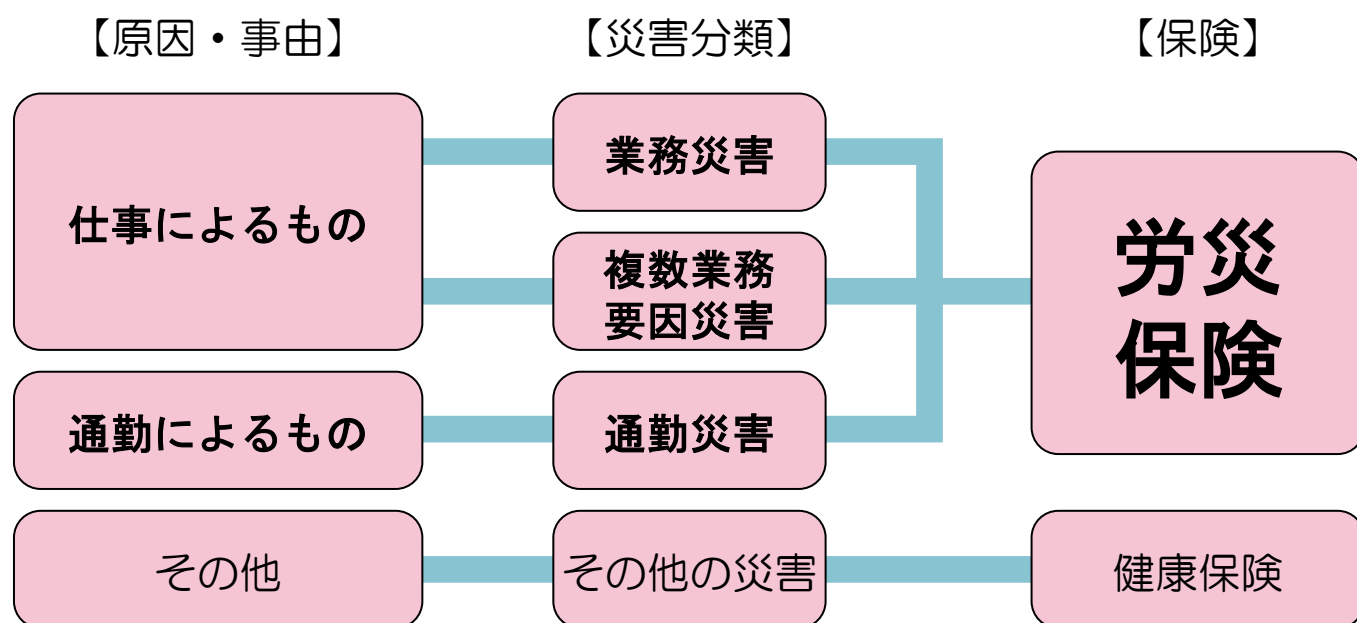 【原因・事由】
【災害分類】
【保険】
仕事によるもの
業務災害
複数業務
要因災害
労災
保険
通勤によるもの
通勤災害
その他
その他の災害
健康保険